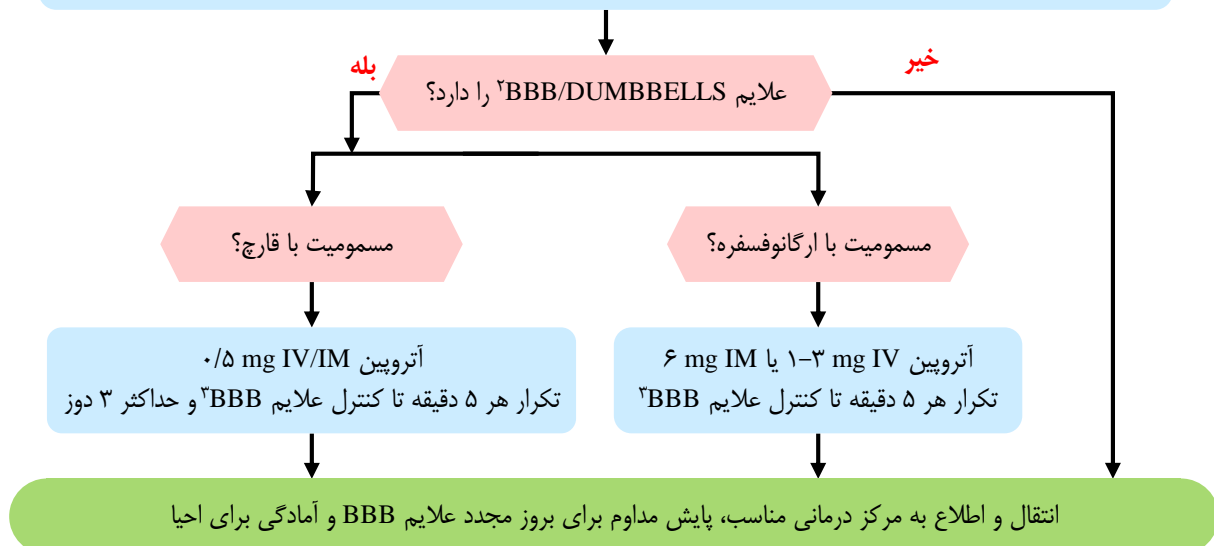 خیر
بله
علایم BBB/DUMBBELLS۲ را دارد؟
مسمومیت با ارگانوفسفره؟
مسمومیت با قارچ؟
آتروپین ۱–۳ mg IV یا ۶ mg IM
تکرار هر ۵ دقیقه تا کنترل علایم BBB۳
آتروپین ۰/۵ mg IV/IM
تکرار هر ۵ دقیقه تا کنترل علایم BBB۳ و حداکثر ۳ دوز
انتقال و اطلاع به مرکز درمانی مناسب، پایش مداوم برای بروز مجدد علایم BBB و آمادگی برای احیا